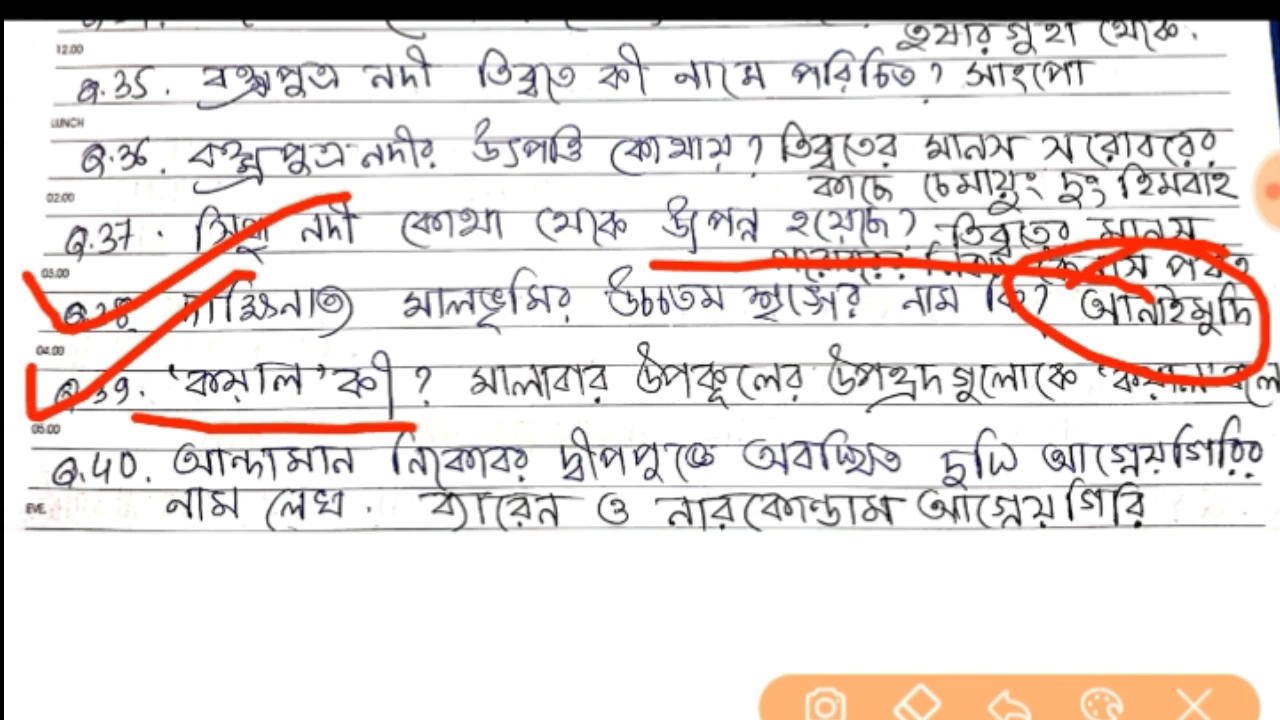 তুষার গুহা থেকে.
12.00
Q.35. ব্রহ্মপুত্র নদী তিব্বতে কী নামে পরিচিত? সাংপো
LUNCH
Q.36. ব্রহ্মপুত্র নদীর উৎপত্তি কোথায়? তিব্বতের মানস সরোবরের
কাছে চেমায়ুং দুং হিমবাহ
02.00
Q.37. সিন্ধু নদী কোথা থেকে উৎপন্ন হয়েছে? তিব্বতের মানস
সরোবরের পর্বত
03.00
Q.38. দাক্ষিনাত্য মালভূমির উচ্চতম শৃঙ্গের নাম কি? আনাইমুদি
04.00
Q.39. 'কয়াল' কী? মালাবার উপকূলের উপহ্রদগুলোকে 'কয়াল' বলে
05.00
Q.40. আন্দামান নিকোবর দ্বীপপুঞ্জে অবস্থিত দুটি আগ্নেয়গিরির
EVE.
নাম লেখ. ব্যারেন ও নারকোন্ডাম আগ্নেয়গিরি